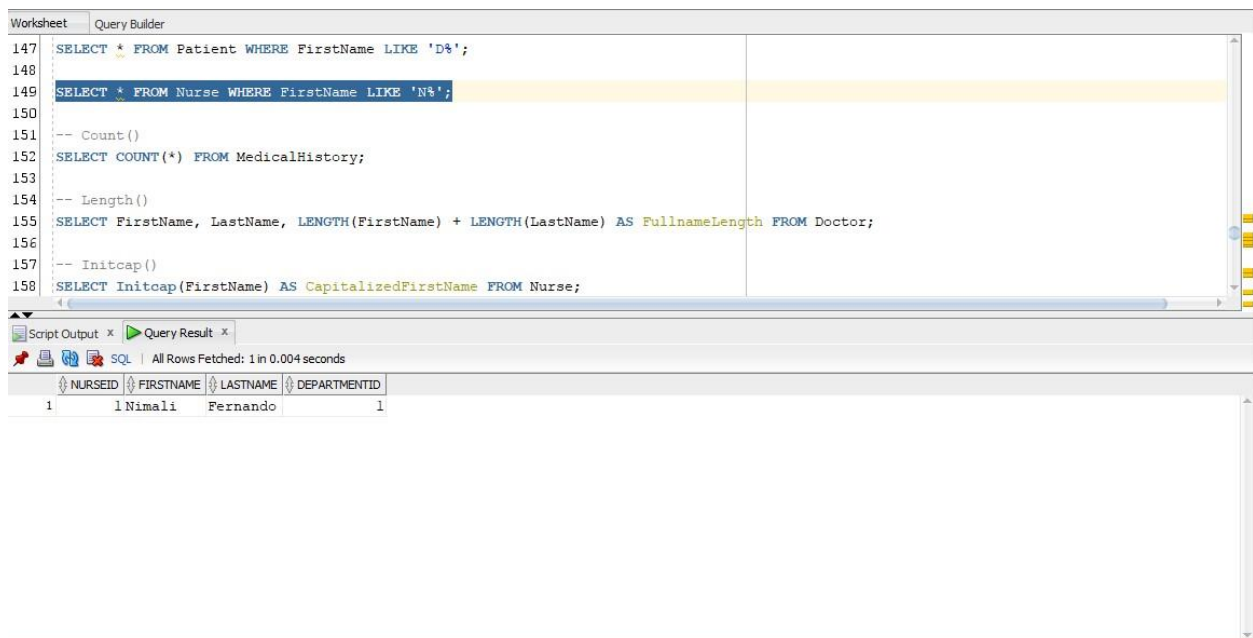 Worksheet Query Builder
147 SELECT * FROM Patient WHERE FirstName LIKE 'D%';
148
149 SELECT * FROM Nurse WHERE FirstName LIKE 'N%';
150
151 -- Count()
152 SELECT COUNT(*) FROM MedicalHistory;
153
154 -- Length()
155 SELECT FirstName, LastName, LENGTH(FirstName) + LENGTH(LastName) AS FullnameLength FROM Doctor;
156
157 -- Initcap()
158 SELECT Initcap(FirstName) AS CapitalizedFirstName FROM Nurse;
Script Output x Query Result x
SQL | All Rows Fetched: 1 in 0.004 seconds
NURSEID FIRSTNAME LASTNAME DEPARTMENTID
1 1 Nimali Fernando 1